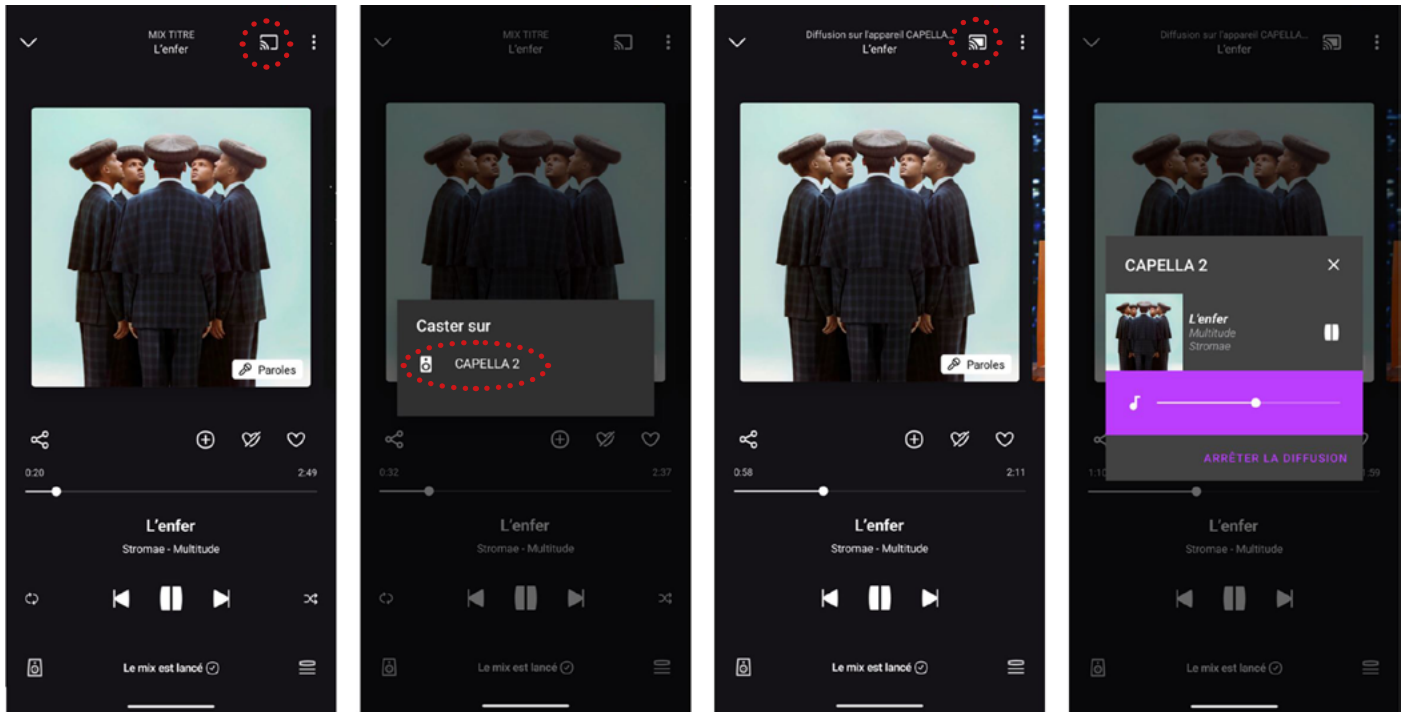 MIX TITRE
L'enfer
Paroles
0:20
2:49
L'enfer
Stromae - Multitude
Le mix est lancé
MIX TITRE
L'enfer
Caster sur
CAPELLA 2
0:32
2:37
L'enfer
Stromae - Multitude
Le mix est lancé
Diffusion sur l'appareil CAPELLA...
L'enfer
Paroles
0:58
2:11
L'enfer
Stromae - Multitude
Le mix est lancé
Diffusion sur l'appareil CAPELLA...
L'enfer
CAPELLA 2
L'enfer
Multitude
Stromae
ARRÊTER LA DIFFUSION
1:10
:59
L'enfer
Stromae - Multitude
Le mix est lancé